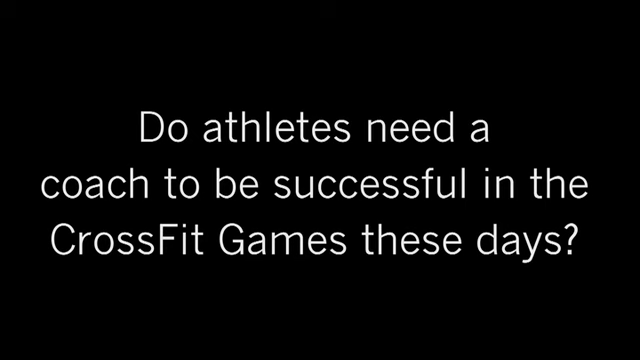 Do athletes need a
coach to be successful in the
CrossFit Games these days?